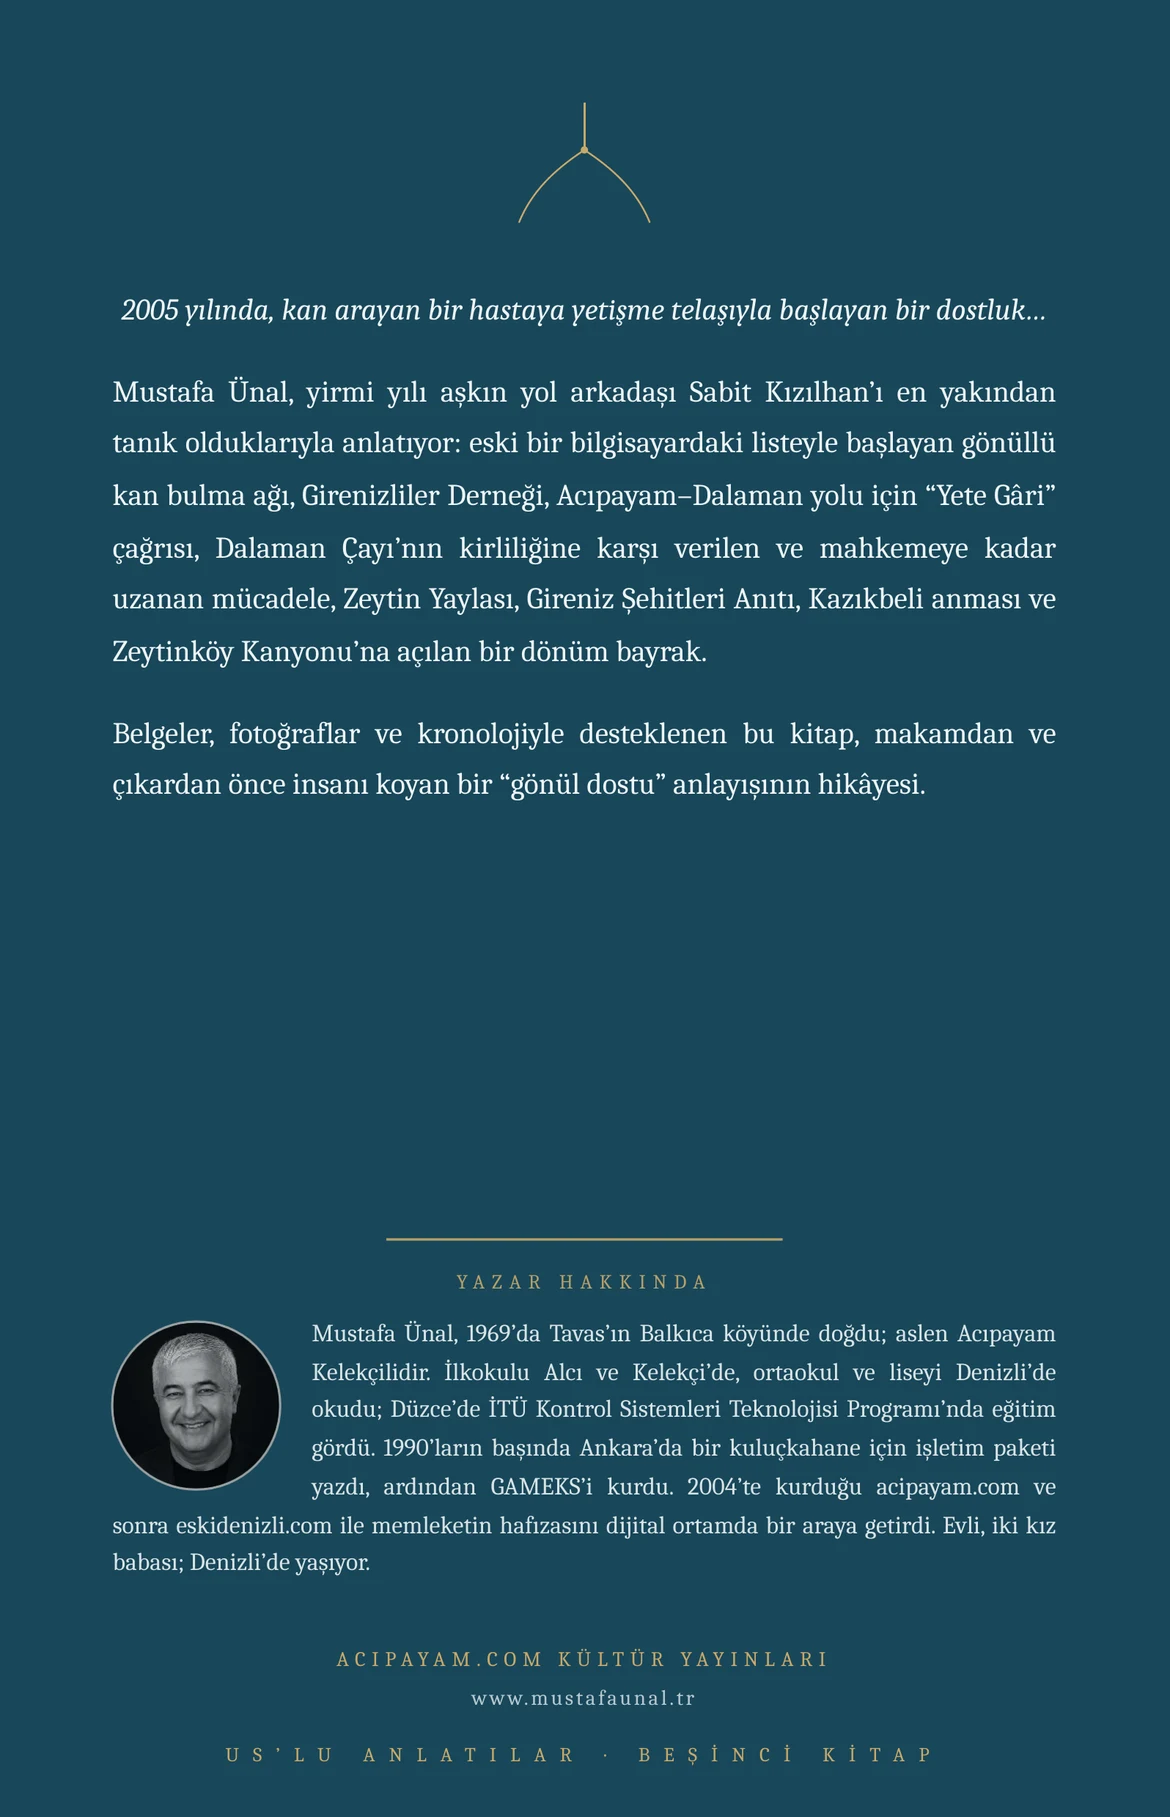 2005 yılında, kan arayan bir hastaya yetişme telaşıyla başlayan bir dostluk...
Mustafa Ünal, yirmi yılı aşkın yol arkadaşı Sabit Kızılhan’ı en yakından
tanık olduklarıyla anlatıyor: eski bir bilgisayardaki listeyle başlayan gönüllü
kan bulma ağı, Girenizliler Derneği, Acıpayam–Dalaman yolu için “Yete Gâri”
çağrısı, Dalaman Çayı’nın kirliliğine karşı verilen ve mahkemeye kadar
uzanan mücadele, Zeytin Yaylası, Gireniz Şehitleri Anıtı, Kazıkbeli anması ve
Zeytinköy Kanyonu’na açılan bir dönüm bayrak.
Belgeler, fotoğraflar ve kronolojiyle desteklenen bu kitap, makamdan ve
çıkardan önce insanı koyan bir “gönül dostu” anlayışının hikâyesi.
YAZAR HAKKINDA
Mustafa Ünal, 1969’da Tavas’ın Balkıca köyünde doğdu; aslen Acıpayam
Kelekçilidir. İlkokulu Alcı ve Kelekçi’de, ortaokul ve liseyi Denizli’de
okudu; Düzce’de İTÜ Kontrol Sistemleri Teknolojisi Programı’nda eğitim
gördü. 1990’ların başında Ankara’da bir kuluçkahane için işletim paketi
yazdı, ardından GAMEKS’i kurdu. 2004’te kurduğu acipayam.com ve
sonra eskidenizli.com ile memleketin hafızasını dijital ortamda bir araya getirdi. Evli, iki kız
babası; Denizli’de yaşıyor.
ACIPAYAM.COM KÜLTÜR YAYINLARI
www.mustafaunal.tr
US’LU ANLATILAR · BEŞİNCİ KİTAP